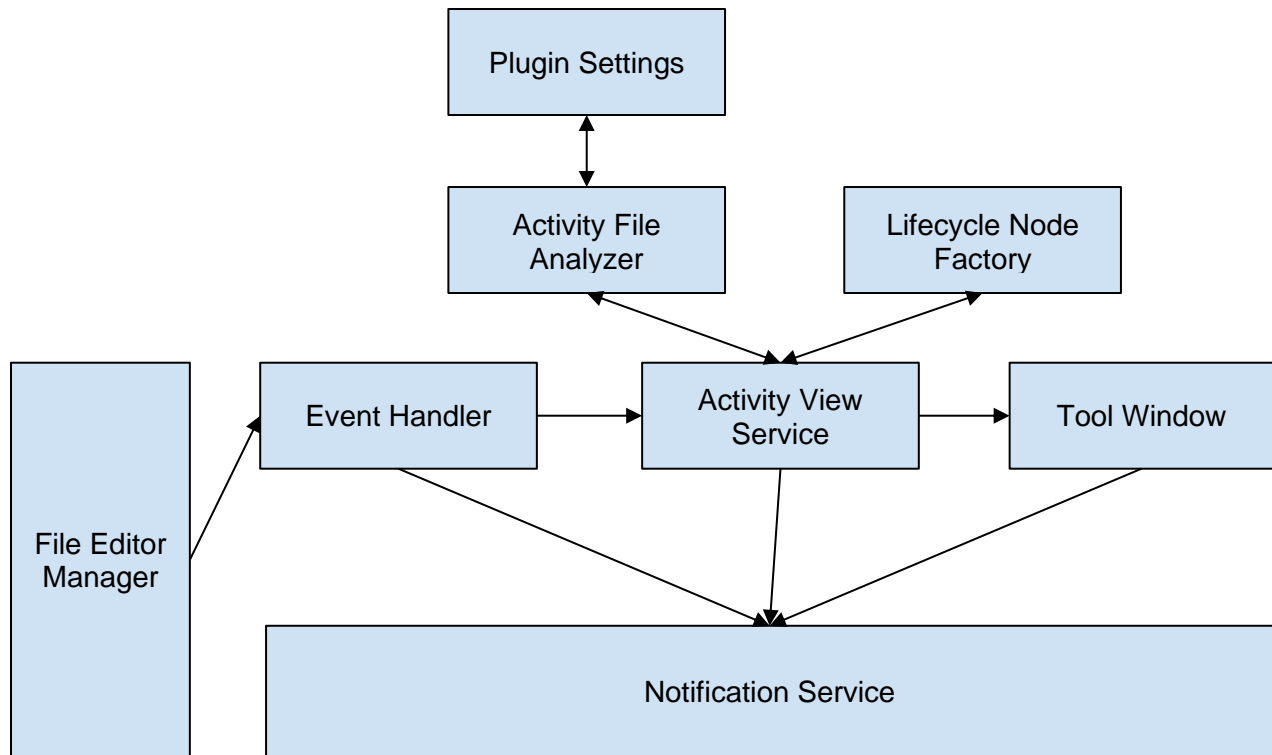 Plugin Settings
Activity File
Analyzer
Lifecycle Node
Factory
File Editor
Manager
Event Handler
Activity View
Service
Tool Window
Notification Service